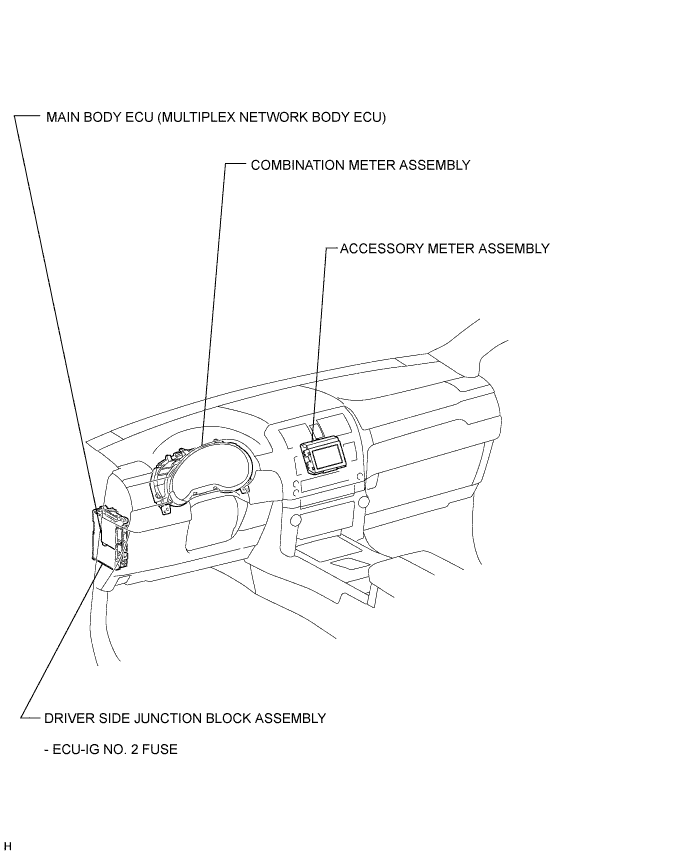 MAIN BODY ECU (MULTIPLEX NETWORK BODY ECU)
COMBINATION METER ASSEMBLY
ACCESSORY METER ASSEMBLY
DRIVER SIDE JUNCTION BLOCK ASSEMBLY
- ECU-IG NO. 2 FUSE
H